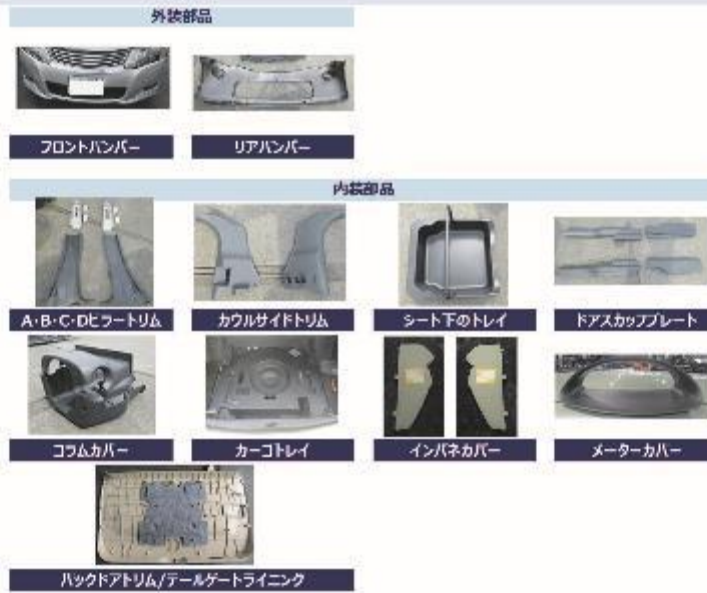 外装部品
フロントバンパー
リアバンパー
内装部品
A・B・C・Dピラートリム
カウルサイドトリム
シート下のトレイ
ドアスカッフプレート
コラムカバー
カーゴトレイ
インパネカバー
メーターカバー
バックドアトリム/テールゲートライニング